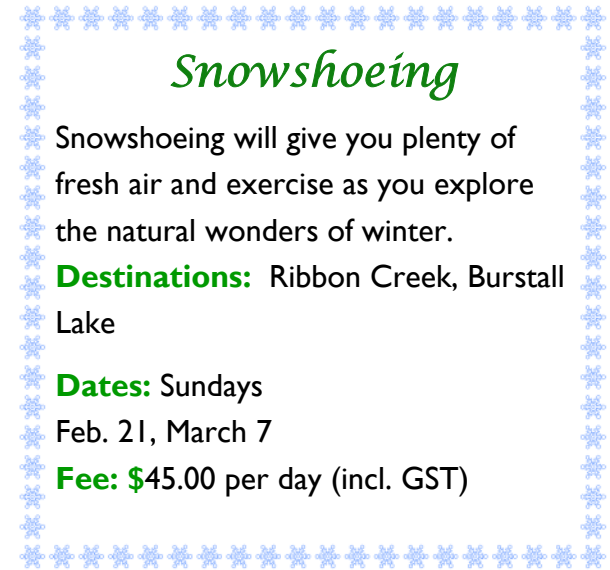 Snowshoeing
Snowshoeing will give you plenty of
fresh air and exercise as you explore
the natural wonders of winter.
Destinations:  Ribbon Creek, Burstall
Lake
Dates: Sundays
Feb. 21, March 7
Fee: $45.00 per day (incl. GST)